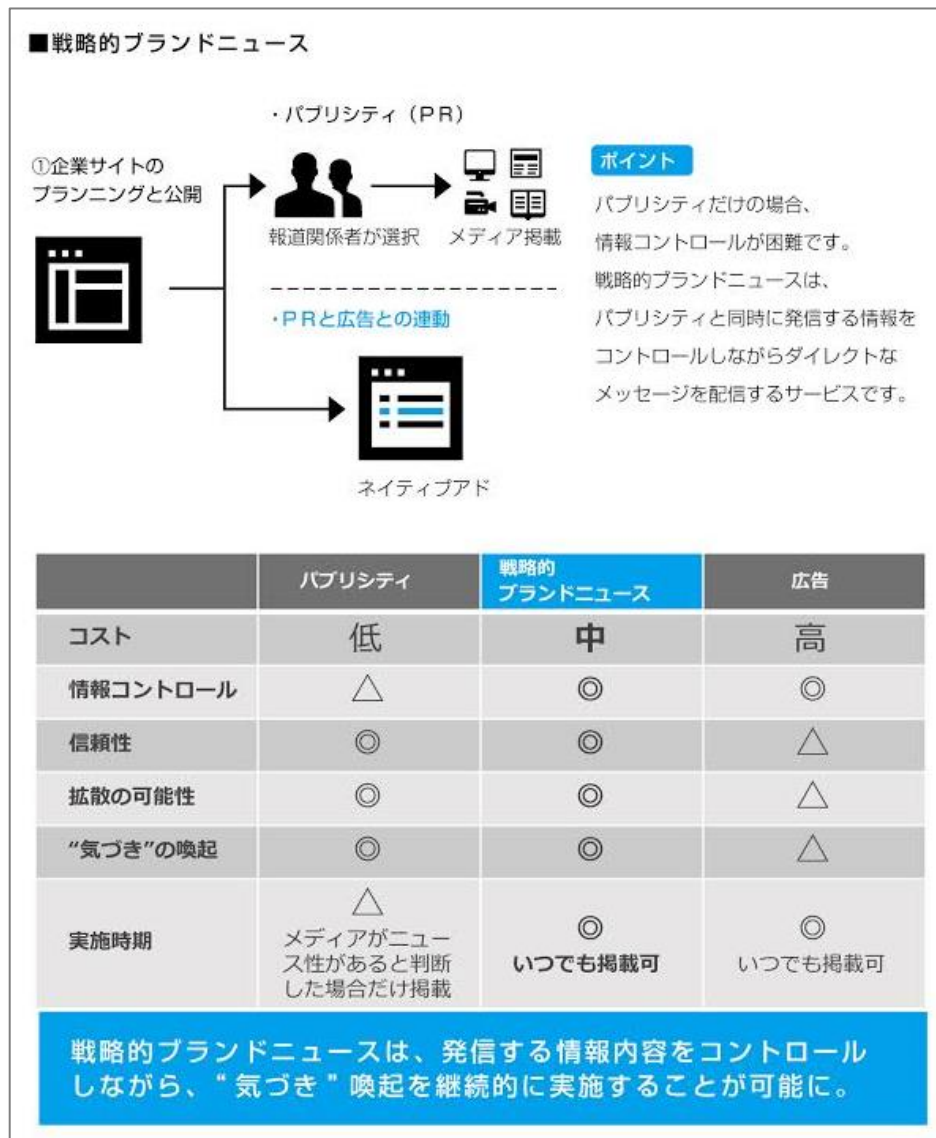 ■戦略的ブランドニュース
・パブリシティ（PR）
①企業サイトの
プランニングと公開
報道関係者が選択
メディア掲載
・PRと広告との連動
ネイティブアド
ポイント
パブリシティだけの場合、
情報コントロールが困難です。
戦略的ブランドニュースは、
パブリシティと同時に発信する情報を
コントロールしながらダイレクトな
メッセージを配信するサービスです。
パブリシティ 戦略的 広告
ブランドニュース
コスト 低 中 高
情報コントロール △ ◎ ◎
信頼性 ◎ ◎ △
拡散の可能性 ◎ ◎ △
“気づき”の喚起 ◎ ◎ △
実施時期 △ ◎ ◎
メディアがニュー いつでも掲載可 いつでも掲載可
ス性があると判断
した場合だけ掲載
戦略的ブランドニュースは、発信する情報内容をコントロール
しながら、“気づき”喚起を継続的に実施することが可能に。